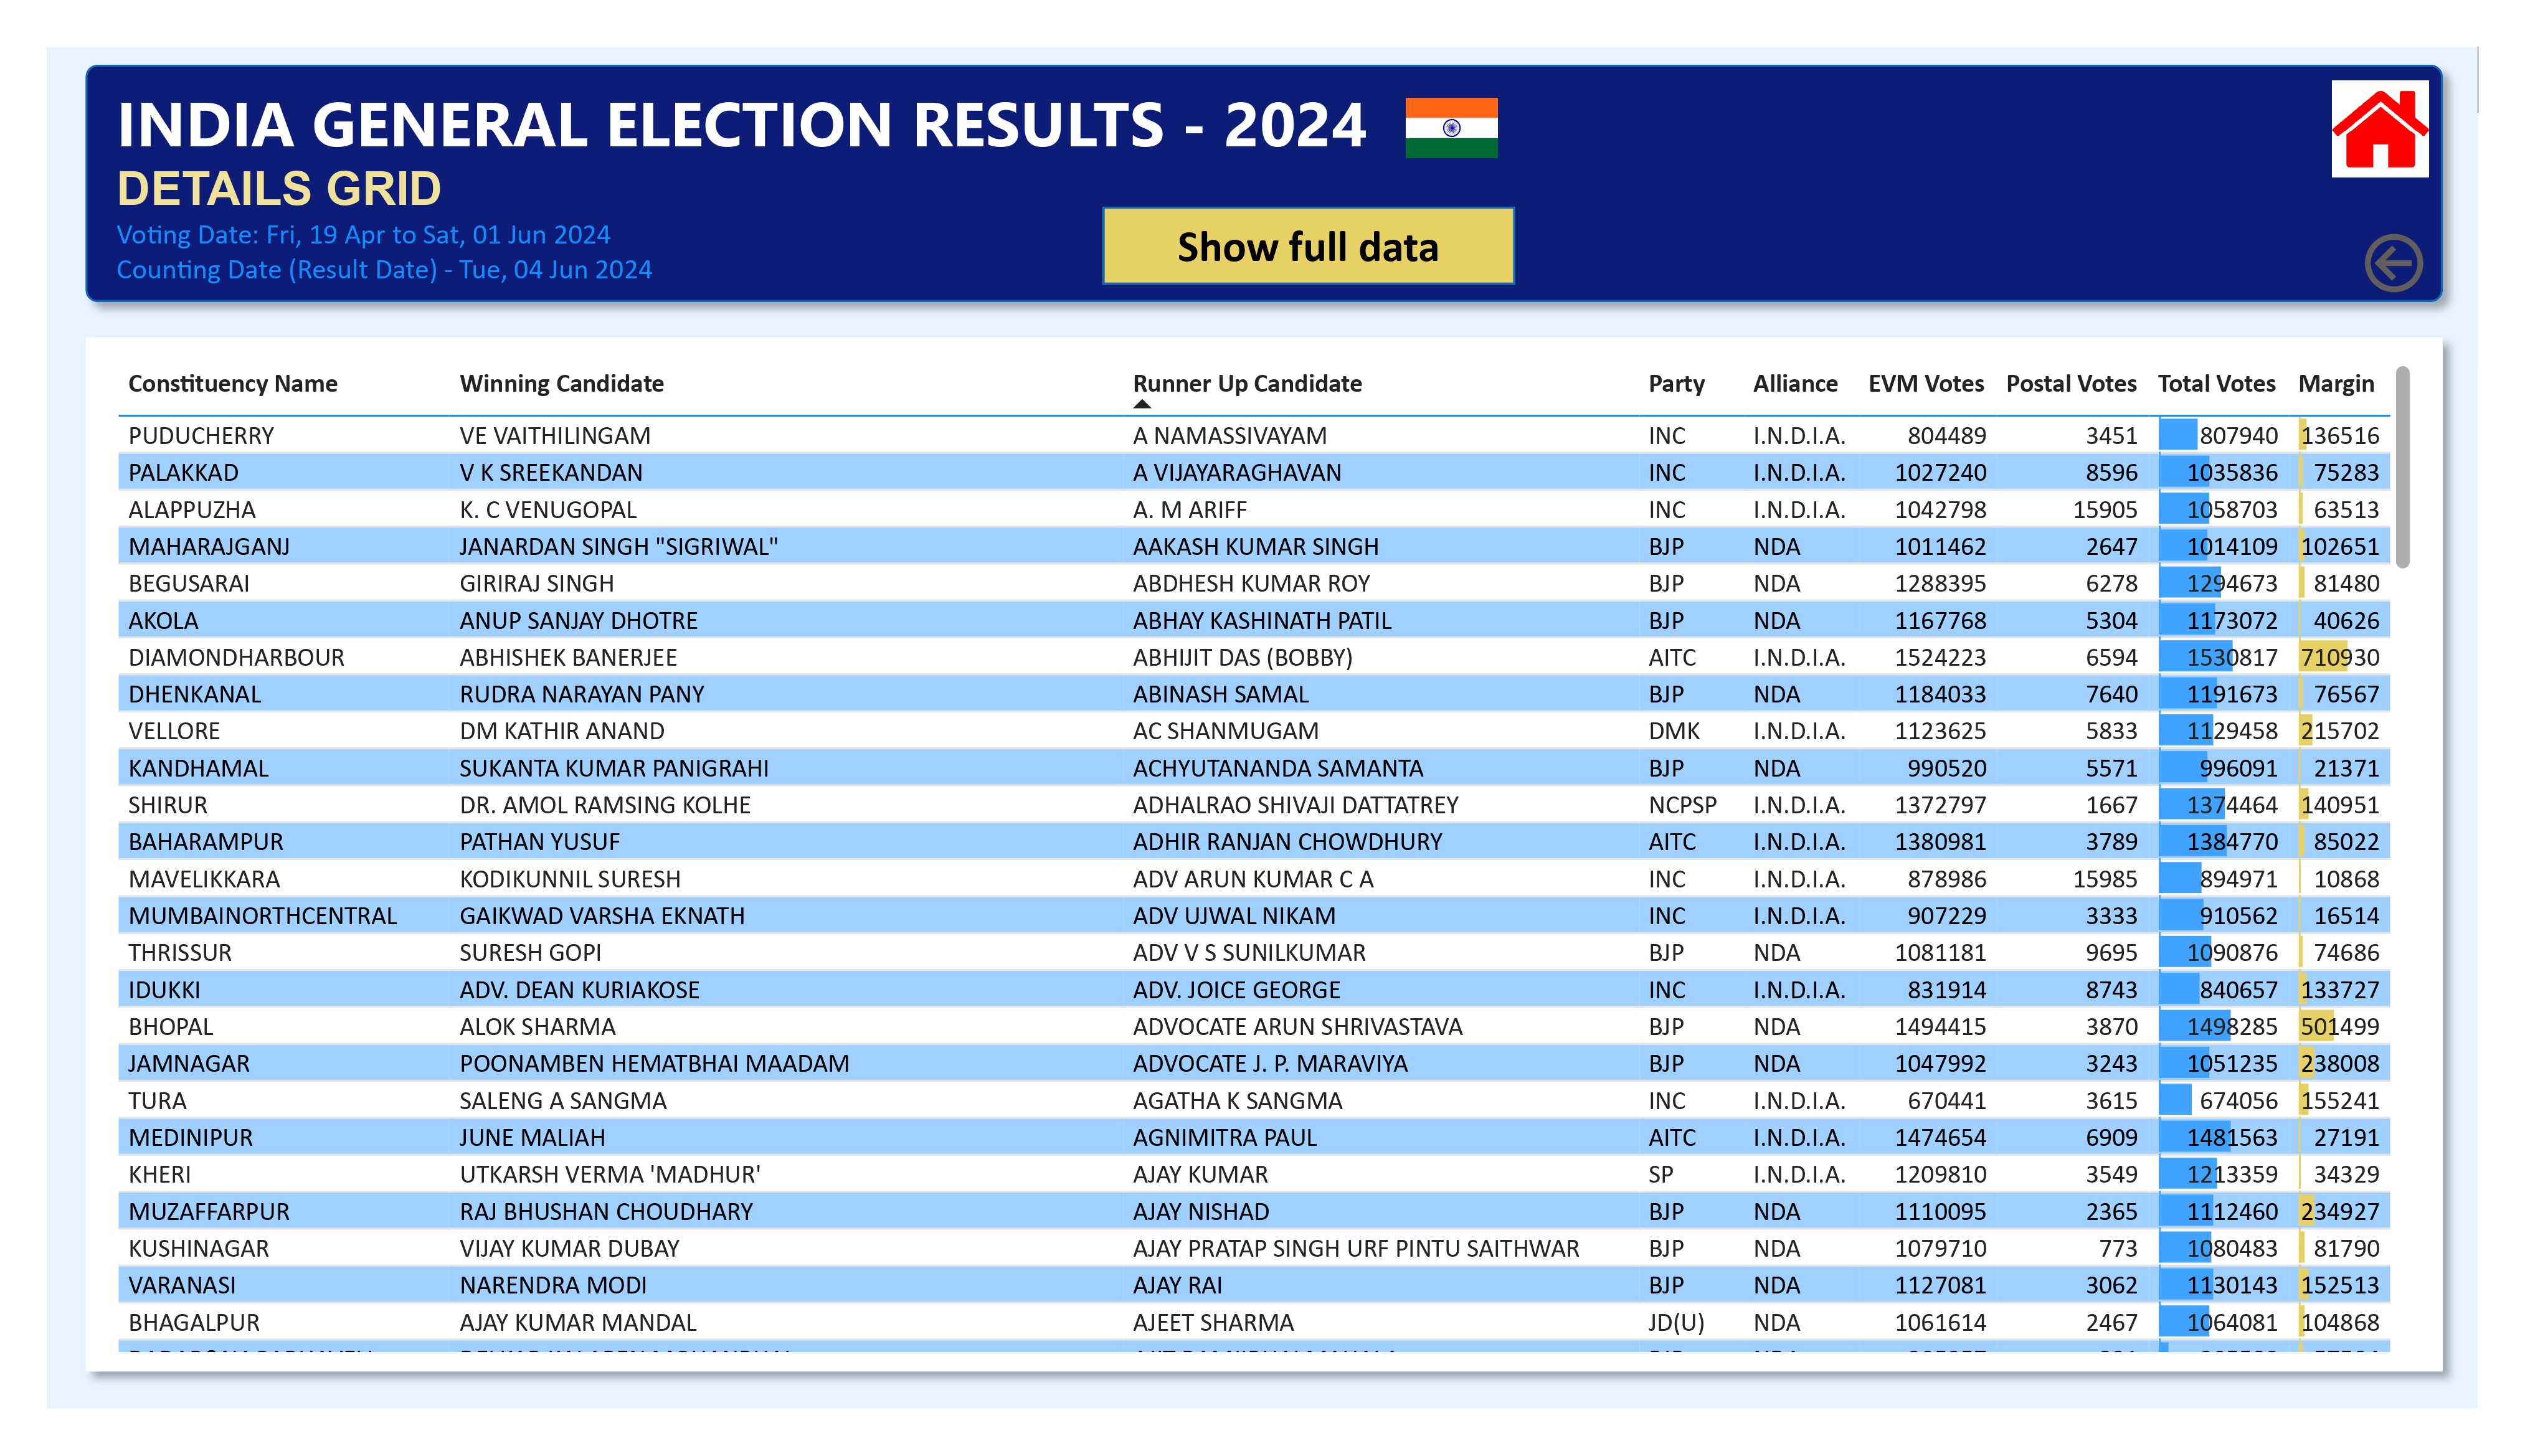 INDIA GENERAL ELECTION RESULTS - 2024
DETAILS GRID
Voting Date: Fri, 19 Apr to Sat, 01 Jun 2024
Counting Date (Result Date) - Tue, 04 Jun 2024
Show full data
Constituency Name Winning Candidate Runner Up Candidate Party Alliance EVM Votes Postal Votes Total Votes Margin
PUDUCHERRY VE VAITHILINGAM A NAMASSIVAYAM INC I.N.D.I.A. 804489 3451 807940 136516
PALAKKAD V K SREEKANDAN A VIJAYARAGHAVAN INC I.N.D.I.A. 1027240 8596 1035836 75283
ALAPPUZHA K. C VENUGOPAL A. M ARIFF INC I.N.D.I.A. 1042798 15905 1058703 63513
MAHARAJGANJ JANARDAN SINGH "SIGRIWAL" AAKASH KUMAR SINGH BJP NDA 1011462 2647 1014109 102651
BEGUSARAI GIRIRAJ SINGH ABDHESH KUMAR ROY BJP NDA 1288395 6278 1294673 81480
AKOLA ANUP SANJAY DHOTRE ABHAY KASHINATH PATIL BJP NDA 1167768 5304 1173072 40626
DIAMONDHARBOUR ABHISHEK BANERJEE ABHIJIT DAS (BOBBY) AITC I.N.D.I.A. 1524223 6594 1530817 710930
DHENKANAL RUDRA NARAYAN PANY ABINASH SAMAL BJP NDA 1184033 7640 1191673 76567
VELLORE DM KATHIR ANAND AC SHANMUGAM DMK I.N.D.I.A. 1123625 5833 1129458 215702
KANDHAMAL SUKANTA KUMAR PANIGRAHI ACHYUTANANDA SAMANTA BJP NDA 990520 5571 996091 21371
SHIRUR DR. AMOL RAMSING KOLHE ADHALRAO SHIVAJI DATTATREY NCPSP I.N.D.I.A. 1372797 1667 1374464 140951
BAHARAMPUR PATHAN YUSUF ADHIR RANJAN CHOWDHURY AITC I.N.D.I.A. 1380981 3789 1384770 85022
MAVELIKKARA KODIKUNNIL SURESH ADV ARUN KUMAR C A INC I.N.D.I.A. 878986 15985 894971 10868
MUMBAINORTHCENTRAL GAIKWAD VARSHA EKNATH ADV UJWAL NIKAM INC I.N.D.I.A. 907229 3333 910562 16514
THRISSUR SURESH GOPI ADV V S SUNILKUMAR BJP NDA 1081181 9695 1090876 74686
IDUKKI ADV. DEAN KURIAKOSE ADV. JOICE GEORGE INC I.N.D.I.A. 831914 8743 840657 133727
BHOPAL ALOK SHARMA ADVOCATE ARUN SHRIVASTAVA BJP NDA 1494415 3870 1498285 501499
JAMNAGAR POONAMBEN HEMATBHAI MAADAM ADVOCATE J. P. MARAVIYA BJP NDA 1047992 3243 1051235 238008
TURA SALENG A SANGMA AGATHA K SANGMA INC I.N.D.I.A. 670441 3615 674056 155241
MEDINIPUR JUNE MALIAH AGNIMITRA PAUL AITC I.N.D.I.A. 1474654 6909 1481563 27191
KHERI UTKARSH VERMA 'MADHUR' AJAY KUMAR SP I.N.D.I.A. 1209810 3549 1213359 34329
MUZAFFARPUR RAJ BHUSHAN CHOUDHARY AJAY NISHAD BJP NDA 1110095 2365 1112460 234927
KUSHINAGAR VIJAY KUMAR DUBAY AJAY PRATAP SINGH URF PINTU SAITHWAR BJP NDA 1079710 773 1080483 81790
VARANASI NARENDRA MODI AJAY RAI BJP NDA 1127081 3062 1130143 152513
BHAGALPUR AJAY KUMAR MANDAL AJEET SHARMA JD(U) NDA 1061614 2467 1064081 104868